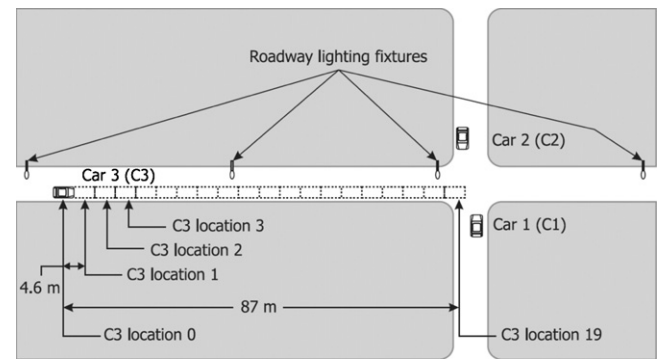 Roadway lighting fixtures
Car 2 (C2)
Car 3 (C3)
C3 location 3
Car 1 (C1)
C3 location 2
C3 location 1
4.6 m
87 m
C3 location 0
C3 location 19